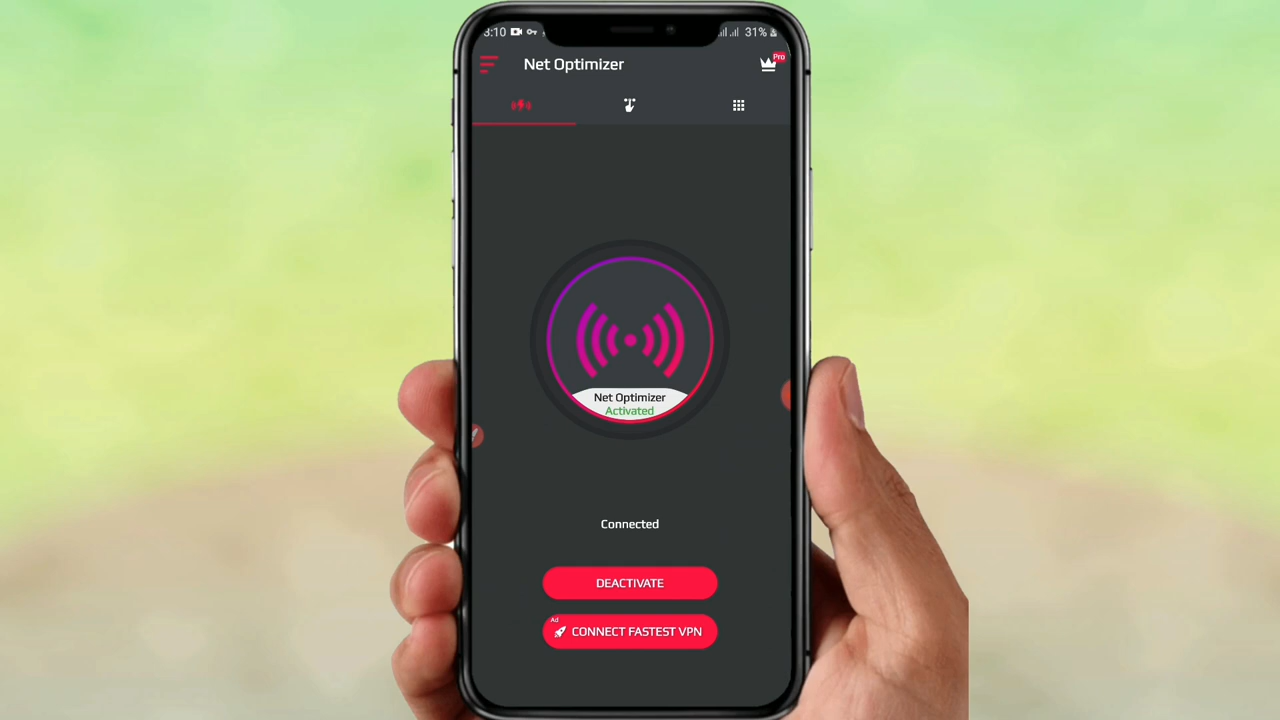 3:10
31%
Net Optimizer
Pro
Net Optimizer
Activated
Connected
DEACTIVATE
Ad
CONNECT FASTEST VPN